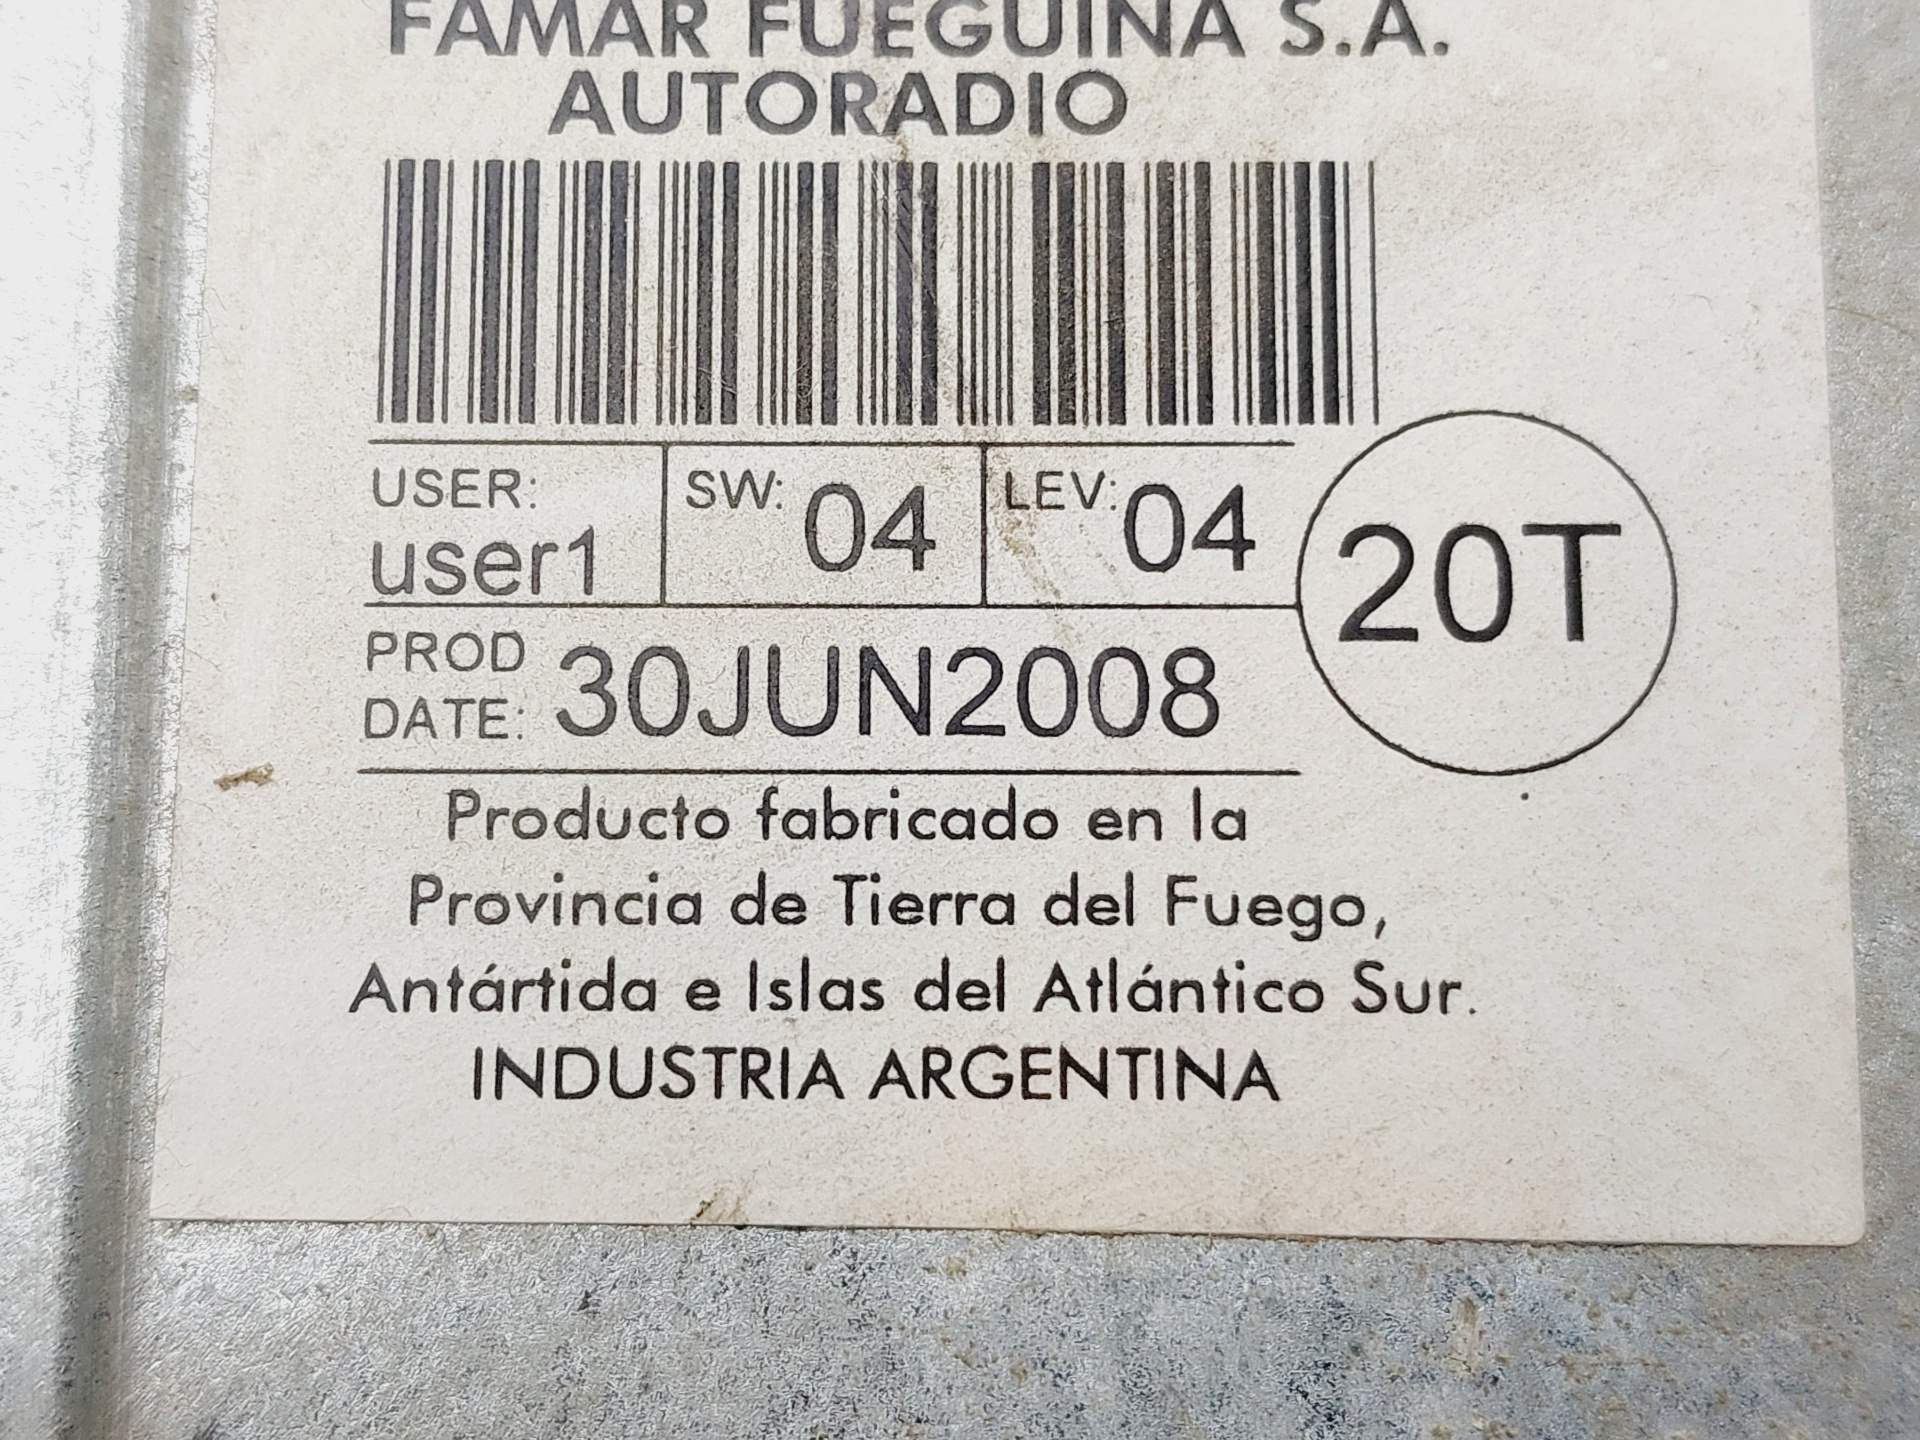 FAMAR FUEGUINA S.A.
AUTORADIO
USER: SW: 04 LEV: 04
user1
20T
PROD
DATE: 30JUN2008
Producto fabricado en la
Provincia de Tierra del Fuego,
Antártida e Islas del Atlántico Sur.
INDUSTRIA ARGENTINA